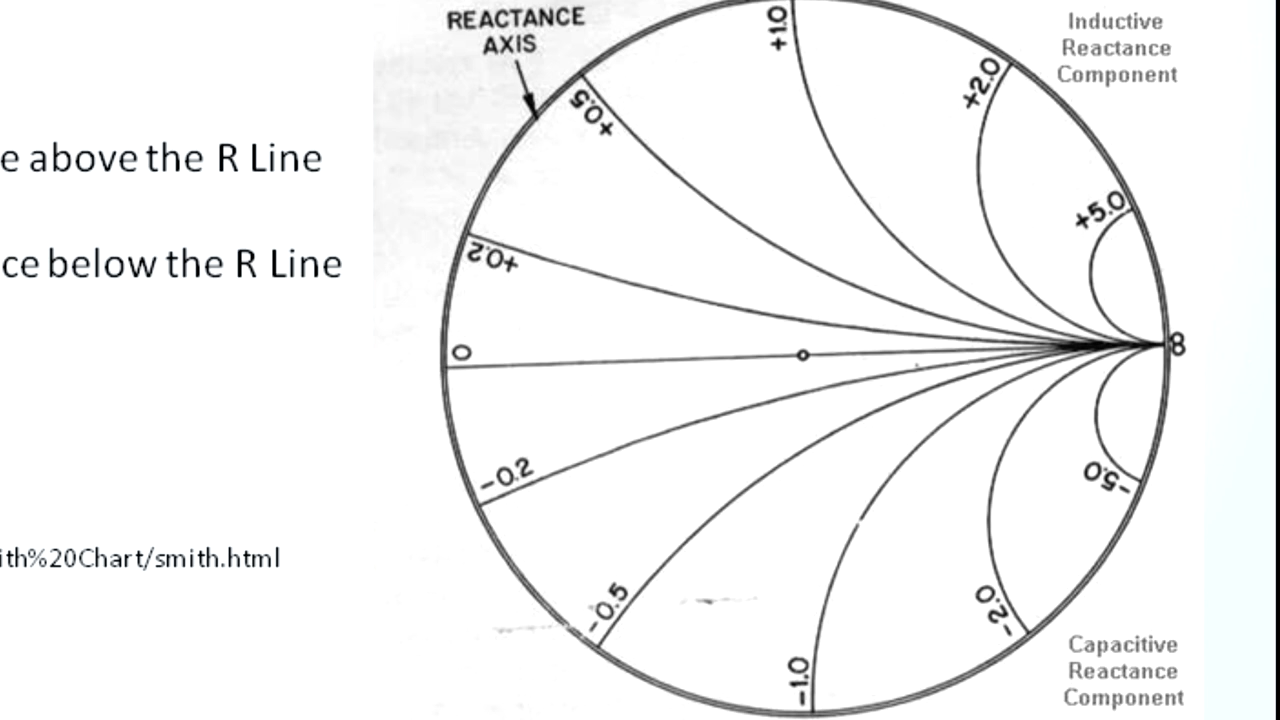 e above the R Line
ce below the R Line
ith%20Chart/smith.html
REACTANCE
AXIS
Inductive
Reactance
Component
+0.5
+1.0
+2.0
+5.0
+0.2
0
∞
-0.2
-0.5
-1.0
-2.0
-5.0
Capacitive
Reactance
Component